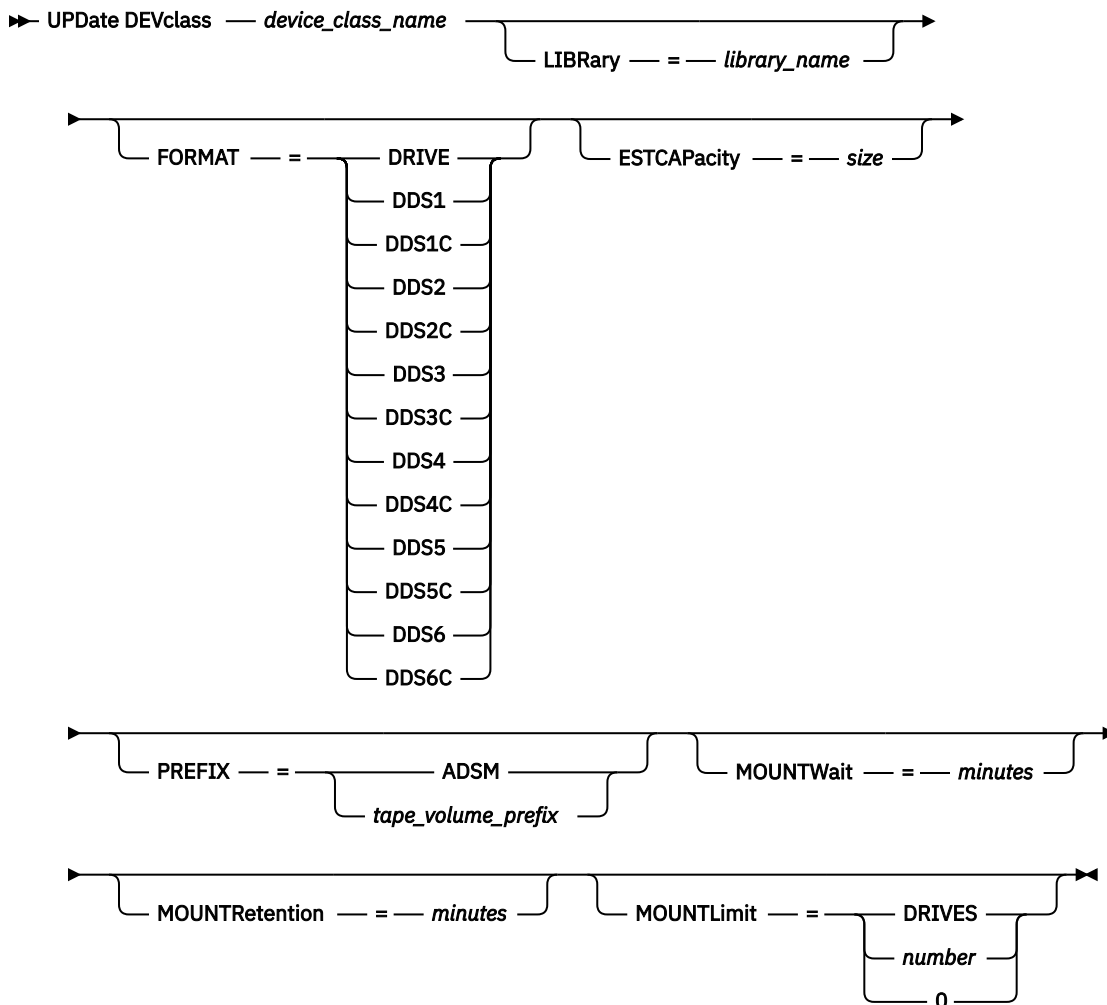 UPDate DEVclass — device_class_name
LIBRary — = — library_name
FORMAT — = — DRIVE
ESTCAPacity — = — size
DDS1
DDS1C
DDS2
DDS2C
DDS3
DDS3C
DDS4
DDS4C
DDS5
DDS5C
DDS6
DDS6C
PREFIX — = — ADSM
MOUNTWait — = — minutes
tape_volume_prefix
MOUNTRetention — = — minutes
MOUNTLimit — = — DRIVES
number
0